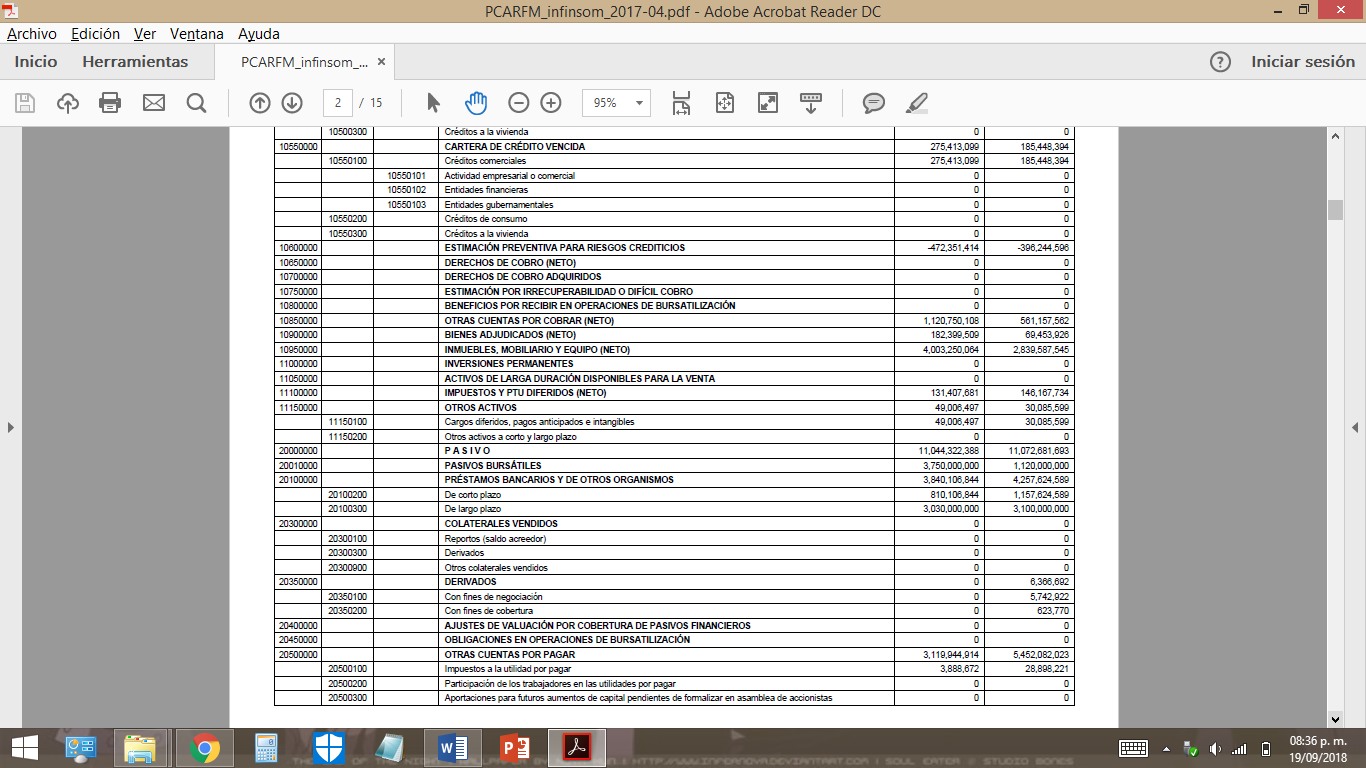 PCARFM_infinsom_2017-04.pdf - Adobe Acrobat Reader DC
Archivo Edición Ver Ventana Ayuda
Inicio Herramientas PCARFM_infinsom_... × ? Iniciar sesión
2 / 15 95%
10500300 Créditos a la vivienda 0 0
10550000 CARTERA DE CRÉDITO VENCIDA 275,413,099 185,448,394
10550100 Créditos comerciales 275,413,099 185,448,394
10550101 Actividad empresarial o comercial 0 0
10550102 Entidades financieras 0 0
10550103 Entidades gubernamentales 0 0
10550200 Créditos de consumo 0 0
10550300 Créditos a la vivienda 0 0
10600000 ESTIMACIÓN PREVENTIVA PARA RIESGOS CREDITICIOS -472,351,414 -396,244,596
10650000 DERECHOS DE COBRO (NETO) 0 0
10700000 DERECHOS DE COBRO ADQUIRIDOS 0 0
10750000 ESTIMACIÓN POR IRRECUPERABILIDAD O DIFÍCIL COBRO 0 0
10800000 BENEFICIOS POR RECIBIR EN OPERACIONES DE BURSATILIZACIÓN 0 0
10850000 OTRAS CUENTAS POR COBRAR (NETO) 1,120,750,108 561,157,562
10900000 BIENES ADJUDICADOS (NETO) 182,399,509 69,453,926
10950000 INMUEBLES, MOBILIARIO Y EQUIPO (NETO) 4,003,250,064 2,839,587,545
11000000 INVERSIONES PERMANENTES 0 0
11050000 ACTIVOS DE LARGA DURACIÓN DISPONIBLES PARA LA VENTA 0 0
11100000 IMPUESTOS Y PTU DIFERIDOS (NETO) 131,407,681 146,167,734
11150000 OTROS ACTIVOS 49,006,497 30,085,599
11150100 Cargos diferidos, pagos anticipados e intangibles 49,006,497 30,085,599
11150200 Otros activos a corto y largo plazo 0 0
20000000 P A S I V O 11,044,322,388 11,072,681,693
20010000 PASIVOS BURSÁTILES 3,750,000,000 1,120,000,000
20100000 PRÉSTAMOS BANCARIOS Y DE OTROS ORGANISMOS 3,840,106,844 4,257,624,589
20100200 De corto plazo 810,106,844 1,157,624,589
20100300 De largo plazo 3,030,000,000 3,100,000,000
20300000 COLATERALES VENDIDOS 0 0
20300100 Reportos (saldo acreedor) 0 0
20300300 Derivados 0 0
20300900 Otros colaterales vendidos 0 0
20350000 DERIVADOS 0 6,366,692
20350100 Con fines de negociación 0 5,742,922
20350200 Con fines de cobertura 0 623,770
20400000 AJUSTES DE VALUACIÓN POR COBERTURA DE PASIVOS FINANCIEROS 0 0
20450000 OBLIGACIONES EN OPERACIONES DE BURSATILIZACIÓN 0 0
20500000 OTRAS CUENTAS POR PAGAR 3,119,944,914 5,452,082,023
20500100 Impuestos a la utilidad por pagar 3,888,672 28,898,221
20500200 Participación de los trabajadores en las utilidades por pagar 0 0
20500300 Aportaciones para futuros aumentos de capital pendientes de formalizar en asamblea de accionistas 0 0
08:36 p. m.
19/09/2018